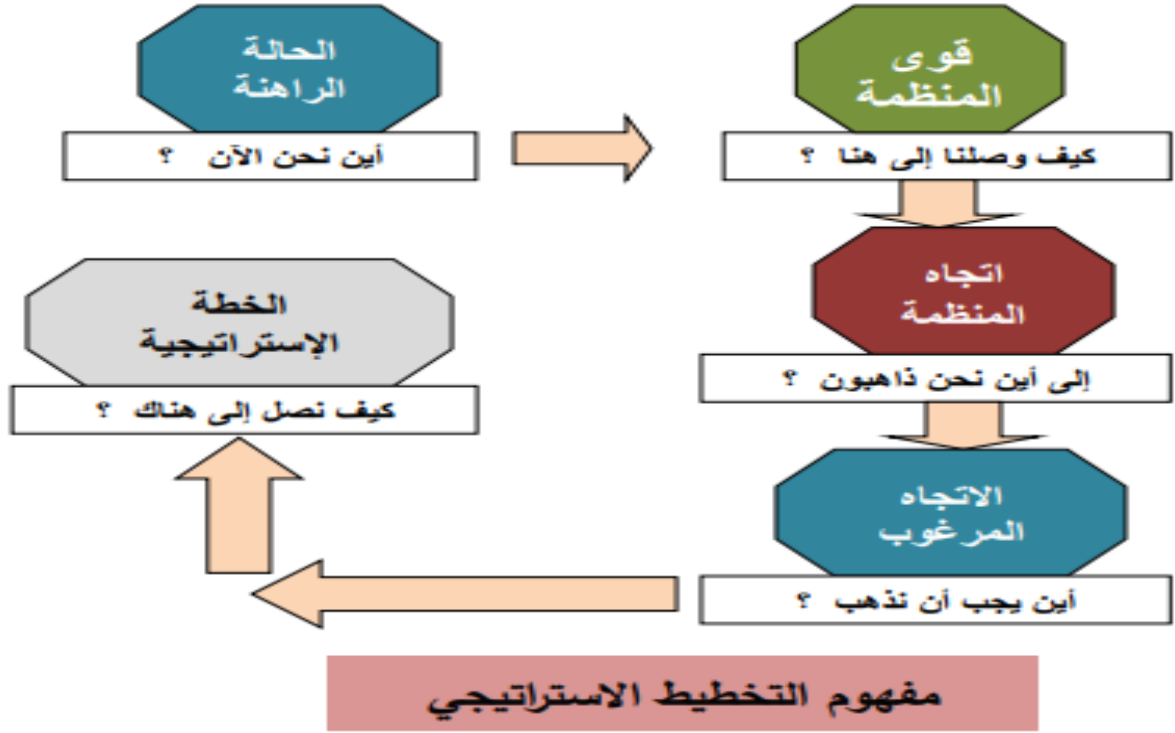 الحالة
الراهنة
أين نحن الآن ؟
قوى
المنظمة
كيف وصلنا إلى هنا ؟
اتجاه
المنظمة
إلى أين نحن ذاهبون ؟
الاتجاه
المرغوب
أين يجب أن نذهب ؟
الخطة
الإستراتيجية
كيف نصل إلى هناك ؟
مفهوم التخطيط الاستراتيجي